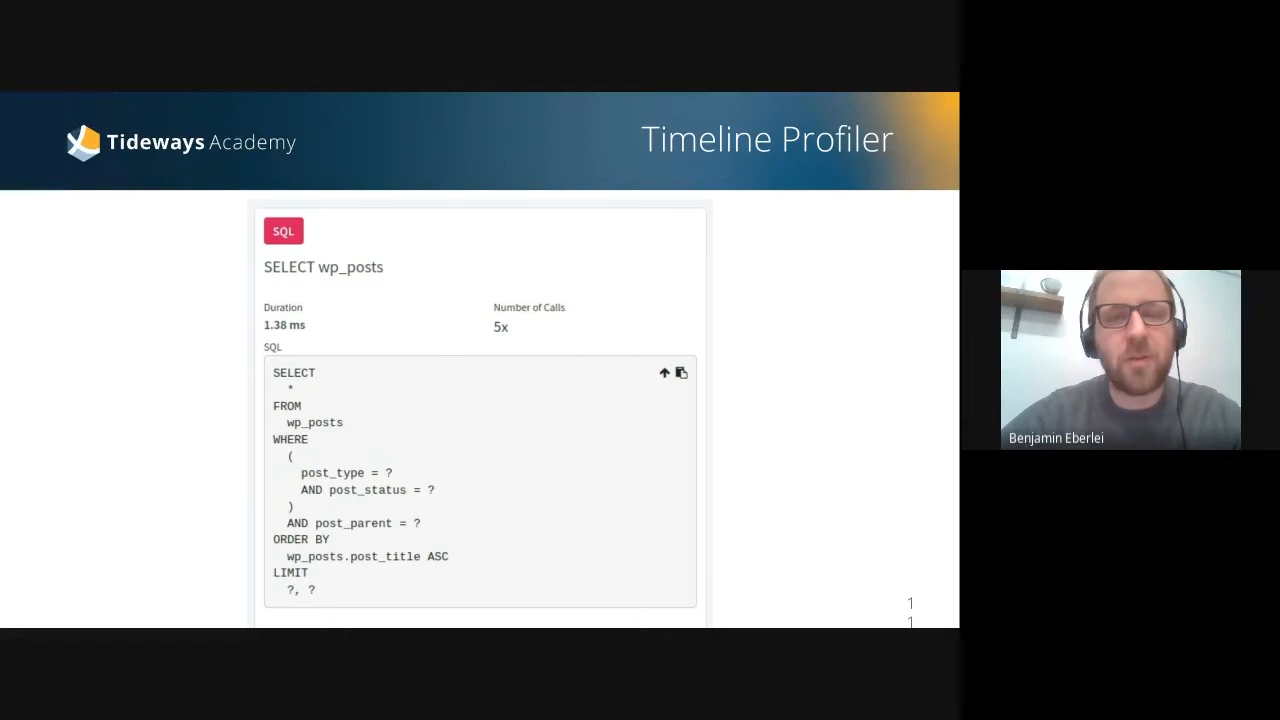 Tideways Academy
Timeline Profiler
SQL
SELECT wp_posts
Duration
Number of Calls
1.38 ms
5x
SQL
SELECT
*
FROM
wp_posts
WHERE
(
post_type = ?
AND post_status = ?
)
AND post_parent = ?
ORDER BY
wp_posts.post_title ASC
LIMIT
?, ?
1
1
Benjamin Eberlei